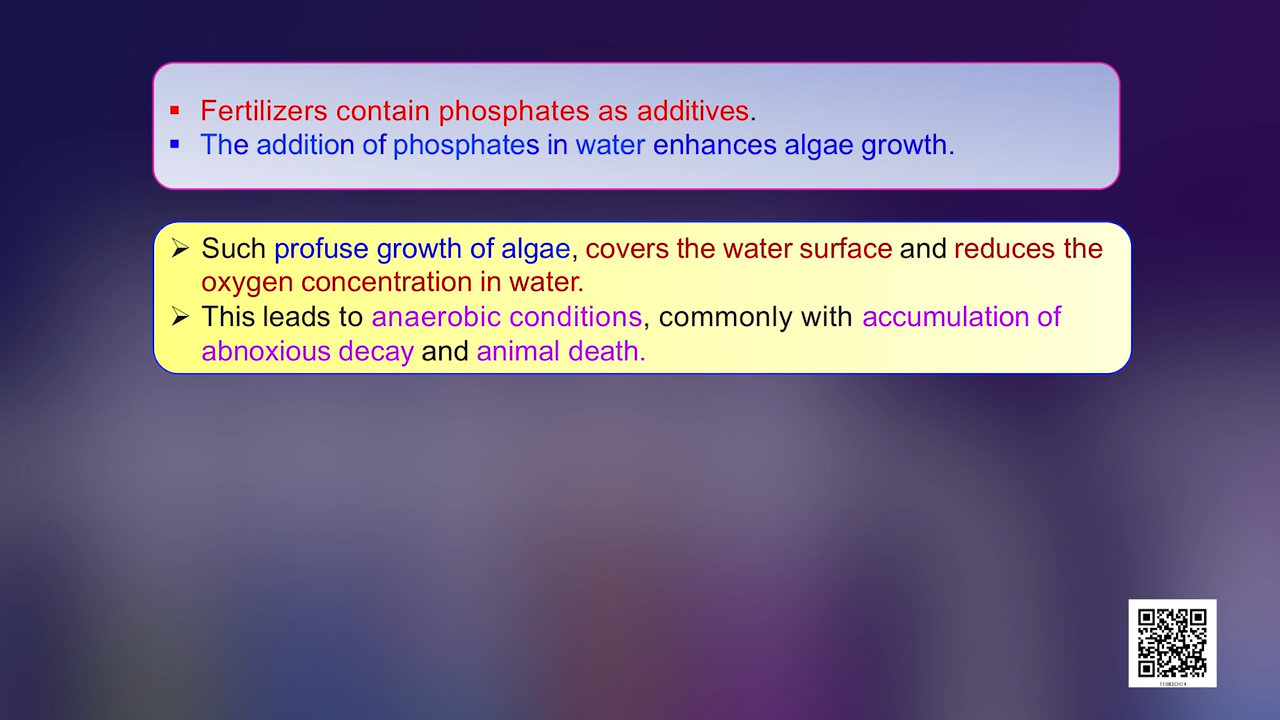 ▪ Fertilizers contain phosphates as additives.
▪ The addition of phosphates in water enhances algae growth.
➢ Such profuse growth of algae, covers the water surface and reduces the
oxygen concentration in water.
➢ This leads to anaerobic conditions, commonly with accumulation of
abnoxious decay and animal death.
11082CH14